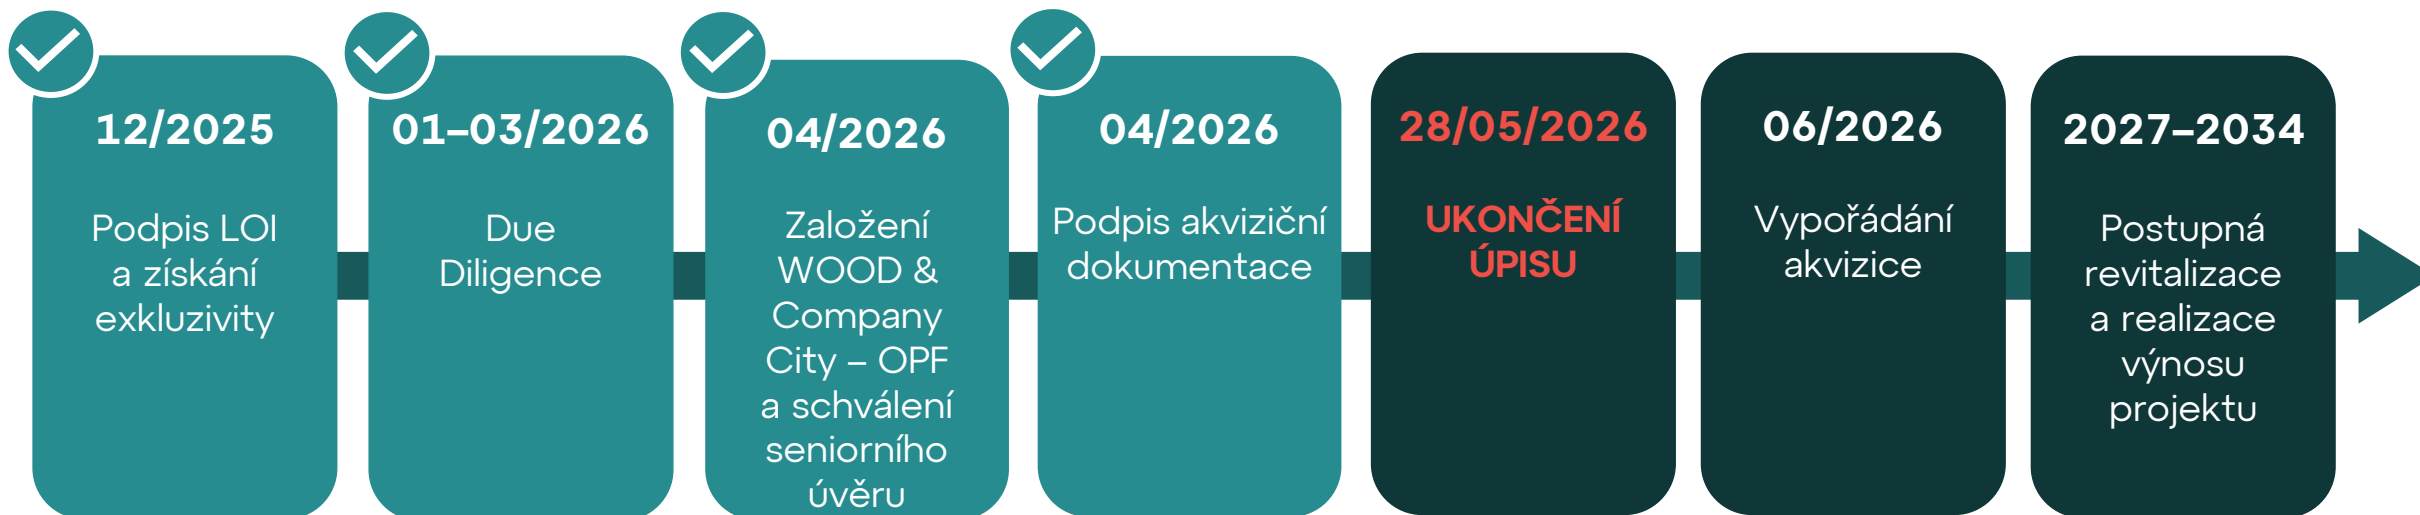 12/2025
Podpis LOI
a získání
exkluzivity
01–03/2026
Due
Diligence
04/2026
Založení
WOOD &
Company
City – OPF
a schválení
seniorního
úvěru
04/2026
Podpis akviziční
dokumentace
28/05/2026
UKONČENÍ
ÚPISU
06/2026
Vypořádání
akvizice
2027–2034
Postupná
revitalizace
a realizace
výnosu
projektu